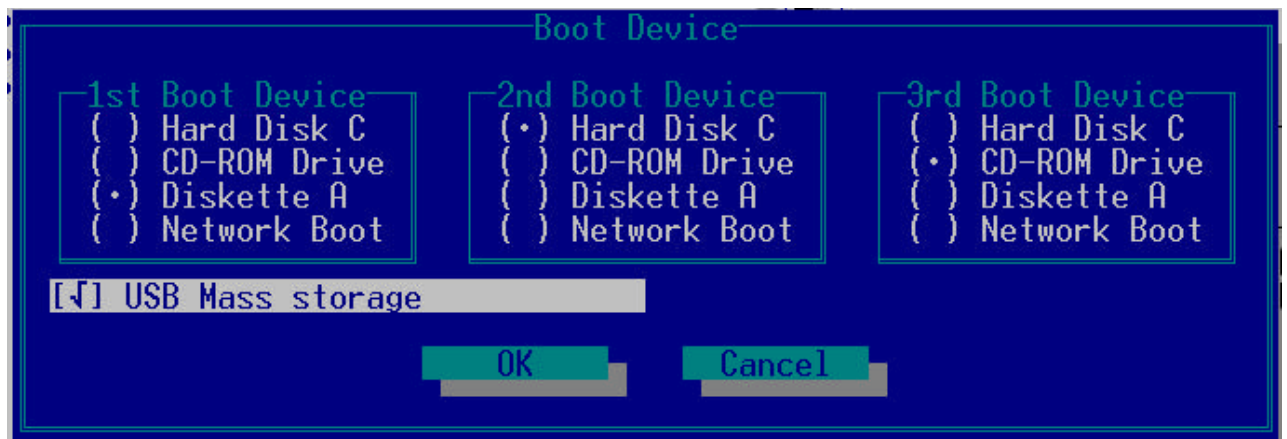 Boot Device
1st Boot Device
( ) Hard Disk C
( ) CD-ROM Drive
(•) Diskette A
( ) Network Boot
2nd Boot Device
(•) Hard Disk C
( ) CD-ROM Drive
( ) Diskette A
( ) Network Boot
3rd Boot Device
( ) Hard Disk C
(•) CD-ROM Drive
( ) Diskette A
( ) Network Boot
[√] USB Mass storage
OK
Cancel